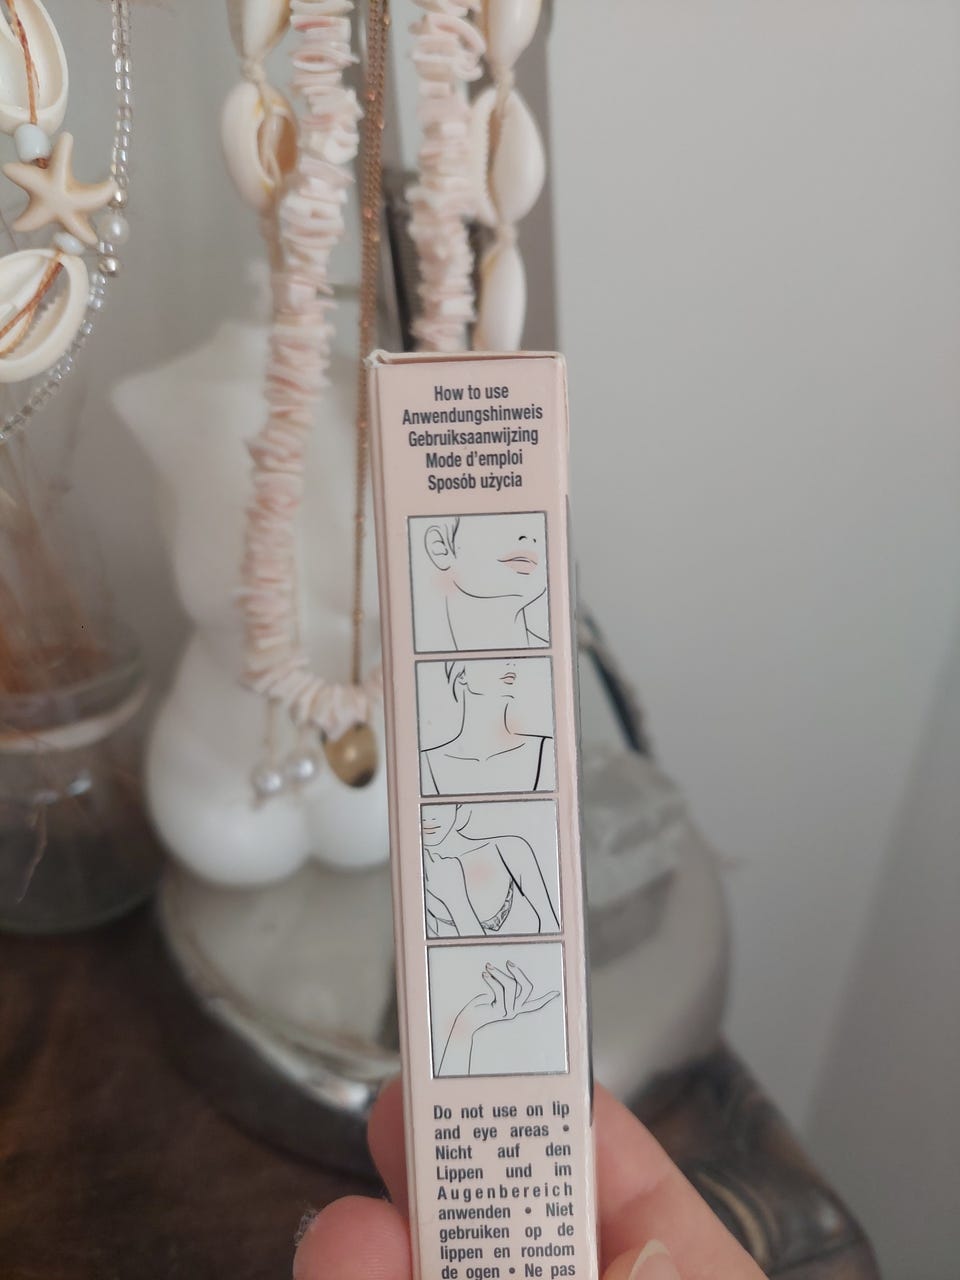 How to use
Anwendungshinweis
Gebruiksaanwijzing
Mode d'emploi
Sposób użycia
Do not use on lip
and eye areas •
Nicht auf den
Lippen und im
Augenbereich
anwenden • Niet
gebruiken op de
lippen en rondom
de ogen • Ne pas